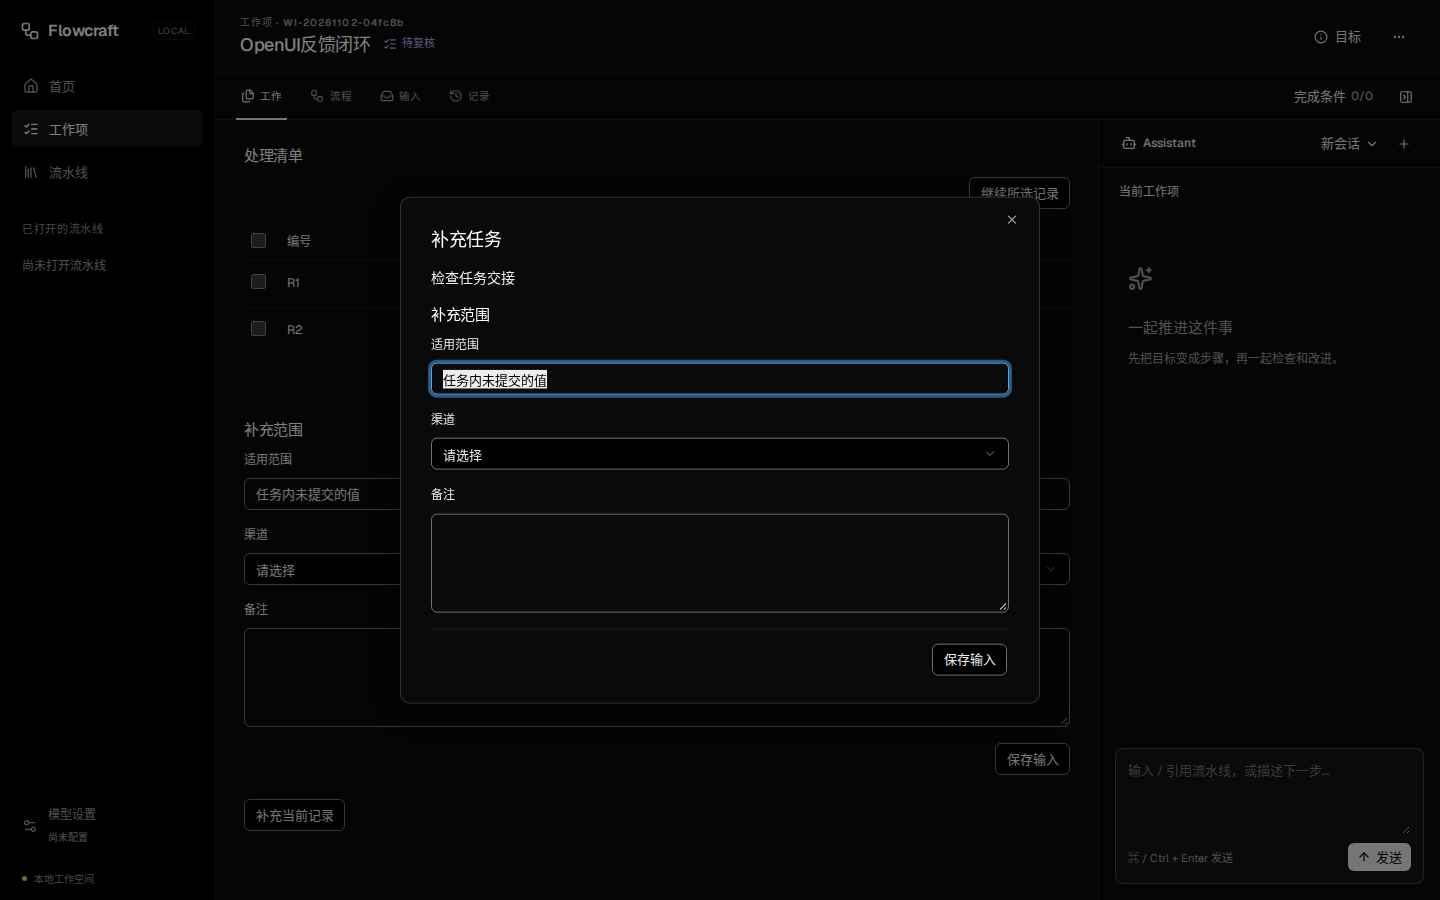 Flowcraft
LOCAL
首页
工作项
流水线
已打开的流水线
尚未打开流水线
模型设置
尚未配置
本地工作空间
工作项 · WI-20261102-04fc8b
OpenUI反馈闭环
待复核
目标
工作
流程
输入
记录
完成条件 0/0
处理清单
继续所选记录
编号
R1
R2
补充范围
适用范围
任务内未提交的值
渠道
请选择
备注
保存输入
补充当前记录
补充任务
检查任务交接
补充范围
适用范围
任务内未提交的值
渠道
请选择
备注
保存输入
Assistant
新会话
当前工作项
一起推进这件事
先把目标变成步骤，再一起检查和改进。
输入 / 引用流水线，或描述下一步…
⌘ / Ctrl + Enter 发送
发送